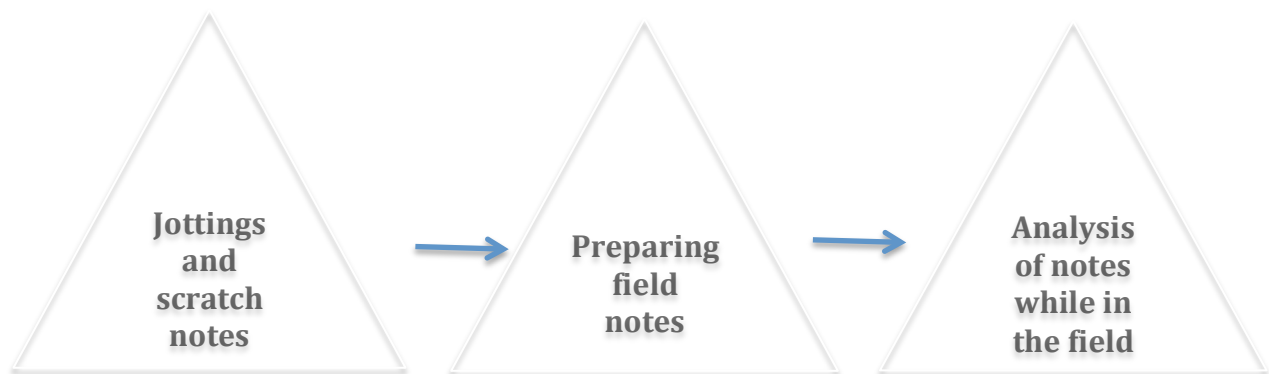 Jottings
and
scratch
notes
Preparing
field
notes
Analysis
of notes
while in
the field